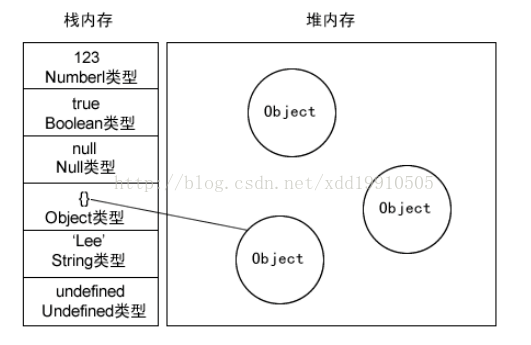 栈内存
堆内存
123
Numberl类型
true
Boolean类型
null
Null类型
{}
Object类型
‘Lee’
String类型
undefined
Undefined类型
Object
Object
Object
http://blog.csdn.net/xdd19910505